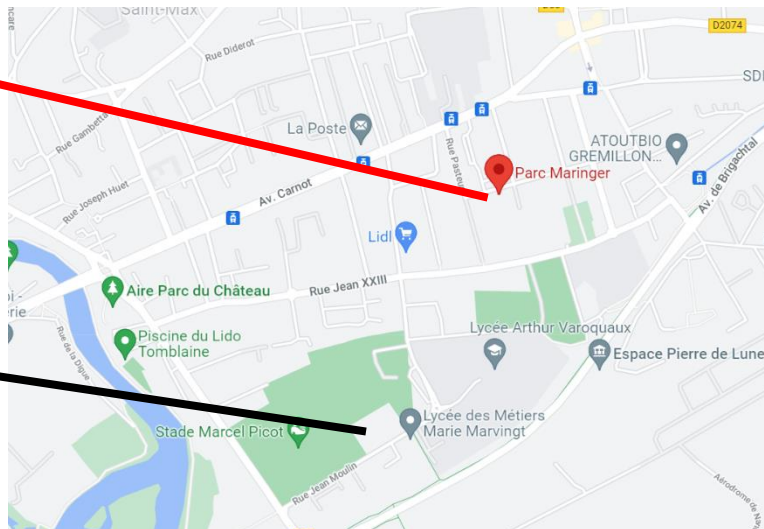 Saint-Max
D2074
Rue Diderot
SDI
La Poste
ATOUTBIO
GREMILLON...
Rue Gambetta
Rue Pasteur
Parc Maringer
Av. de Brigachtal
Rue Joseph Huet
Av. Carnot
Lidl
Aire Parc du Château
Rue Jean XXIII
Rue de la Digue
Piscine du Lido
Tomblaine
Lycée Arthur Varoquaux
Espace Pierre de Lune
Stade Marcel Picot
Lycée des Métiers
Marie Marvingt
Rue Jean Moulin
Aérodrome de Na